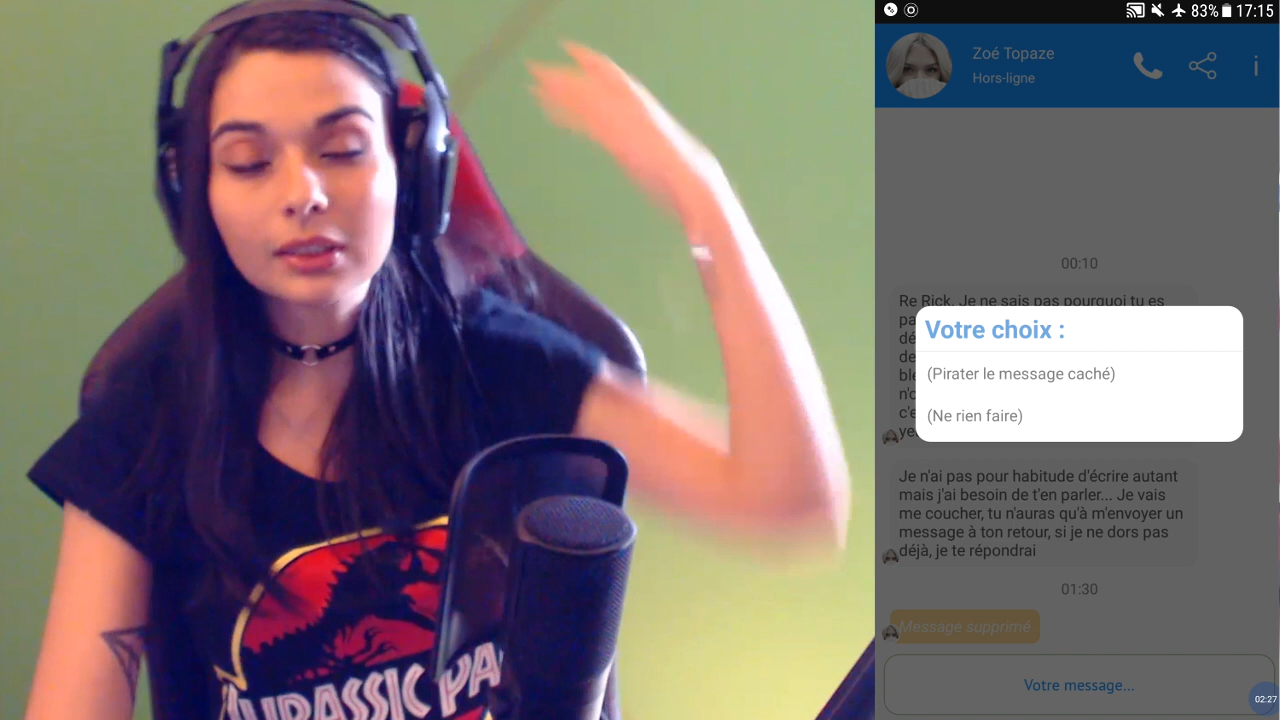 83% 17:15
Zoé Topaze
Hors-ligne
i
00:10
Re Rick. Je ne sais pas pourquoi tu es
Votre choix :
(Pirater le message caché)
(Ne rien faire)
Je n'ai pas pour habitude d'écrire autant
mais j'ai besoin de t'en parler... Je vais
me coucher, tu n'auras qu'à m'envoyer un
message à ton retour, si je ne dors pas
déjà, je te répondrai
01:30
Message supprimé
Votre message...
02:27
JURASSIC PA